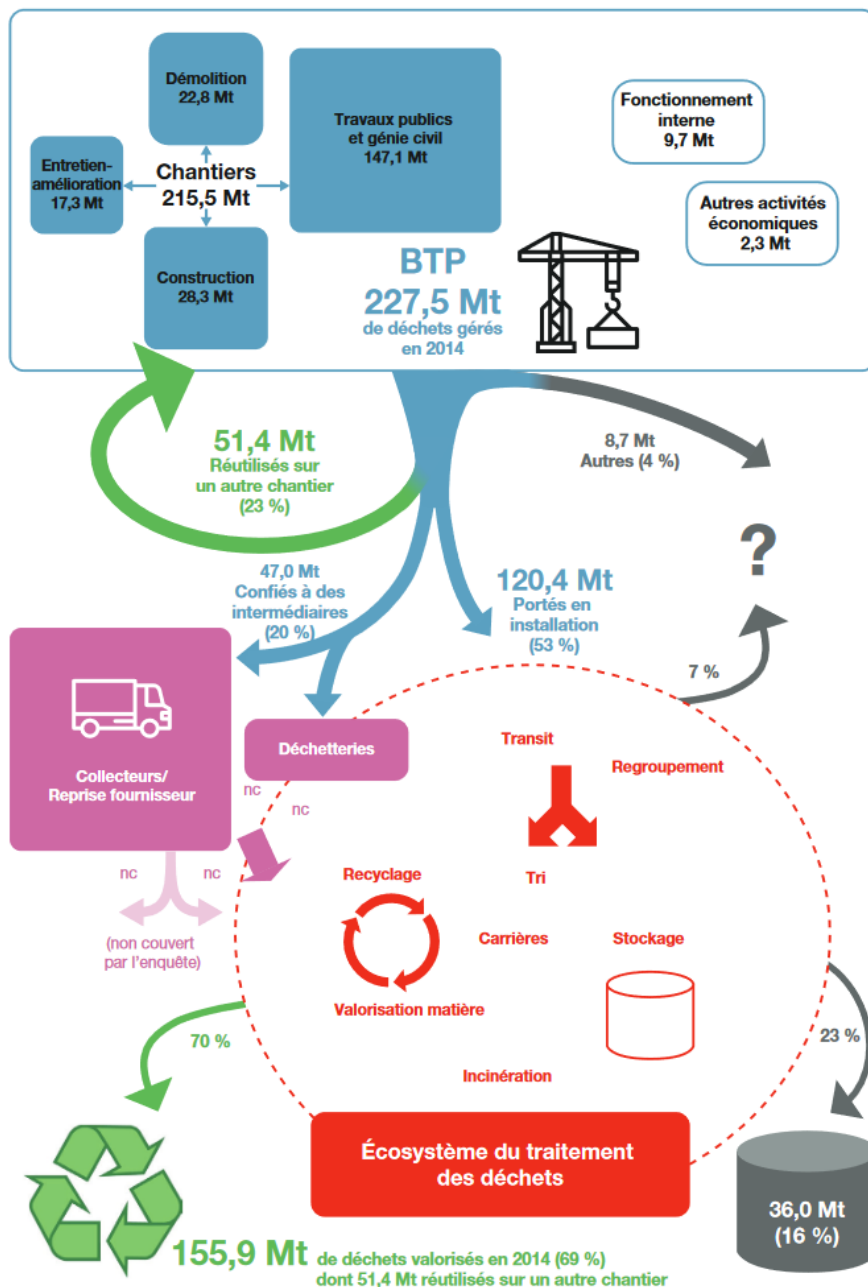 Démolition
22,8 Mt
Travaux publics
et génie civil
147,1 Mt
Fonctionnement
interne
9,7 Mt
Entretien-
amélioration
17,3 Mt
Chantiers
215,5 Mt
Autres activités
économiques
2,3 Mt
Construction
28,3 Mt
BTP
227,5 Mt
de déchets gérés
en 2014
51,4 Mt
Réutilisés sur
un autre chantier
(23 %)
8,7 Mt
Autres (4 %)
?
47,0 Mt
Confiés à des
intermédiaires
(20 %)
120,4 Mt
Portés en
installation
(53 %)
7 %
Collecteurs/
Reprise fournisseur
Déchetteries
nc
nc
nc
nc
(non couvert
par l'enquête)
Transit
Regroupement
Tri
Recyclage
Carrières
Stockage
Valorisation matière
Incinération
70 %
23 %
Écosystème du traitement
des déchets
36,0 Mt
(16 %)
155,9 Mt de déchets valorisés en 2014 (69 %)
dont 51,4 Mt réutilisés sur un autre chantier